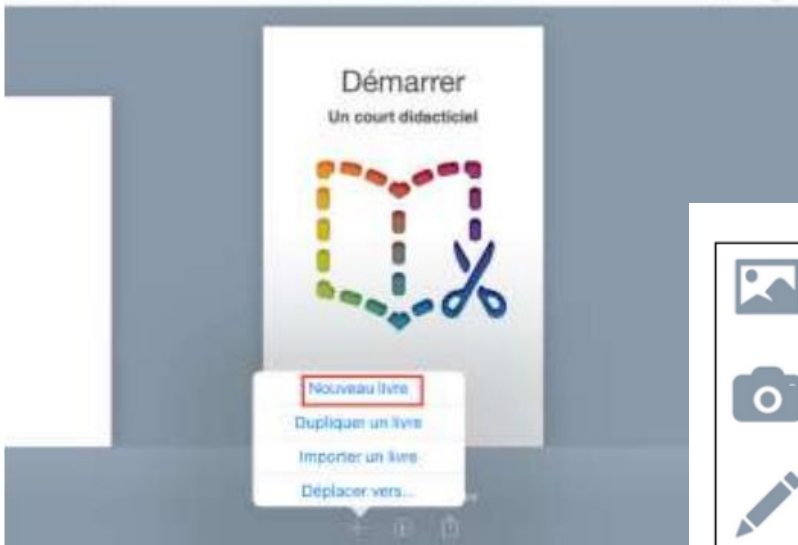 Démarrer
Un court didacticiel
Nouveau livre
Dupliquer un livre
Importer un livre
Déplacer vers...